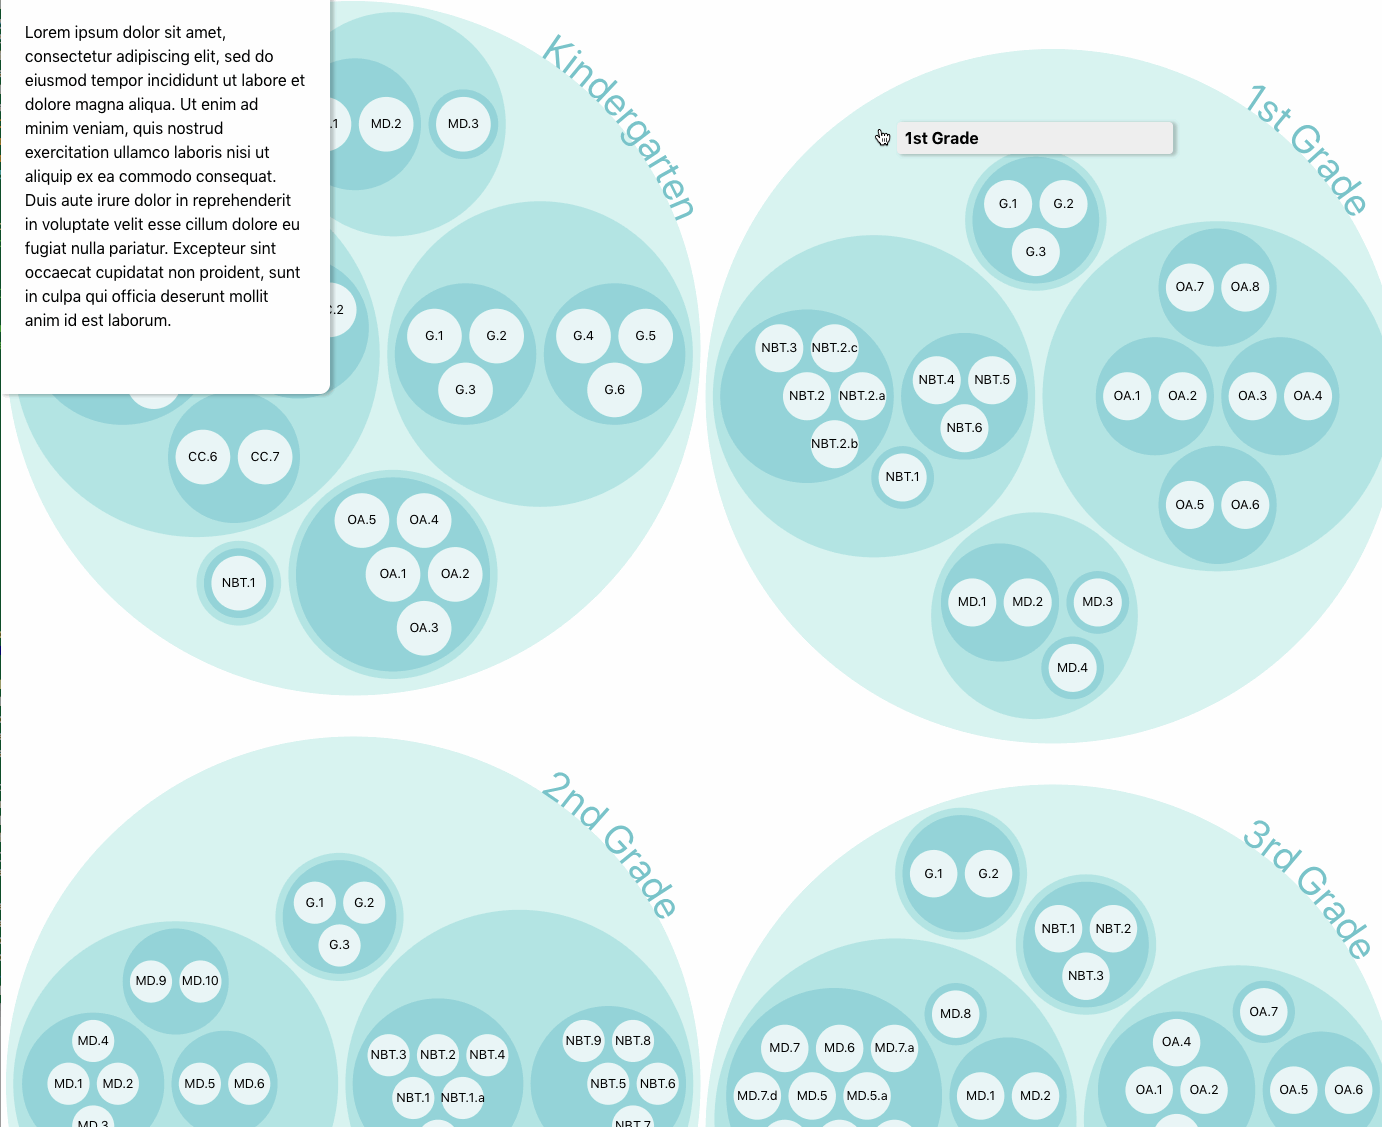 Lorem ipsum dolor sit amet,
consectetur adipiscing elit, sed do
eiusmod tempor incididunt ut labore et
dolore magna aliqua. Ut enim ad
minim veniam, quis nostrud
exercitation ullamco laboris nisi ut
aliquip ex ea commodo consequat.
Duis aute irure dolor in reprehenderit
in voluptate velit esse cillum dolore eu
fugiat nulla pariatur. Excepteur sint
occaecat cupidatat non proident, sunt
in culpa qui officia deserunt mollit
anim id est laborum.
Kindergarten
.1 MD.2 MD.3
C.2
G.1 G.2 G.4 G.5
G.3 G.6
CC.6 CC.7
OA.5 OA.4
OA.1 OA.2
NBT.1
OA.3
1st Grade
1st Grade
G.1 G.2
G.3
OA.7 OA.8
NBT.3 NBT.2.c
NBT.4 NBT.5
NBT.2 NBT.2.a
OA.1 OA.2 OA.3 OA.4
NBT.6
NBT.2.b
NBT.1
OA.5 OA.6
MD.1 MD.2 MD.3
MD.4
2nd Grade
G.1 G.2
G.3
MD.9 MD.10
MD.4
NBT.9 NBT.8
NBT.3 NBT.2 NBT.4
MD.1 MD.2 MD.5 MD.6
NBT.5 NBT.6
NBT.1 NBT.1.a
MD.3
NBT.7
3rd Grade
G.1 G.2
NBT.1 NBT.2
NBT.3
MD.8
OA.7
MD.7 MD.6 MD.7.a
OA.4
MD.7.d MD.5 MD.5.a
MD.1 MD.2
OA.1 OA.2 OA.5 OA.6